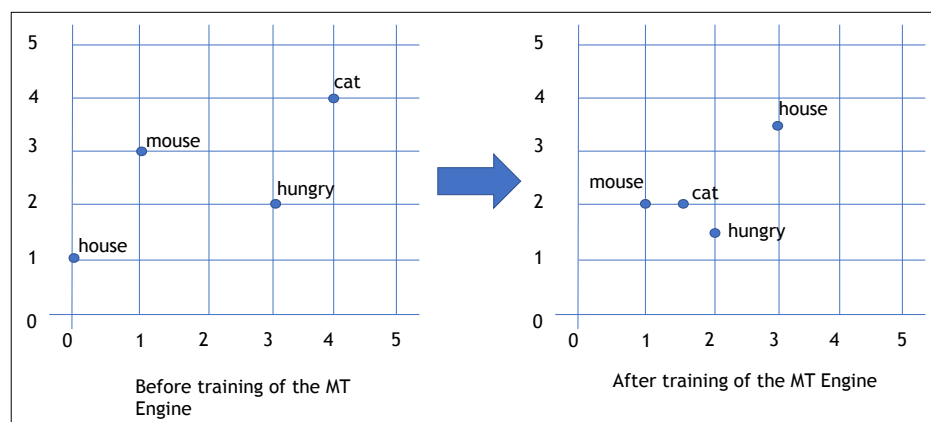 5
4
3
2
1
0
cat
mouse
hungry
house
0 1 2 3 4 5
Before training of the MT
Engine
5
4
3
2
1
0
house
mouse
cat
hungry
0 1 2 3 4 5
After training of the MT Engine